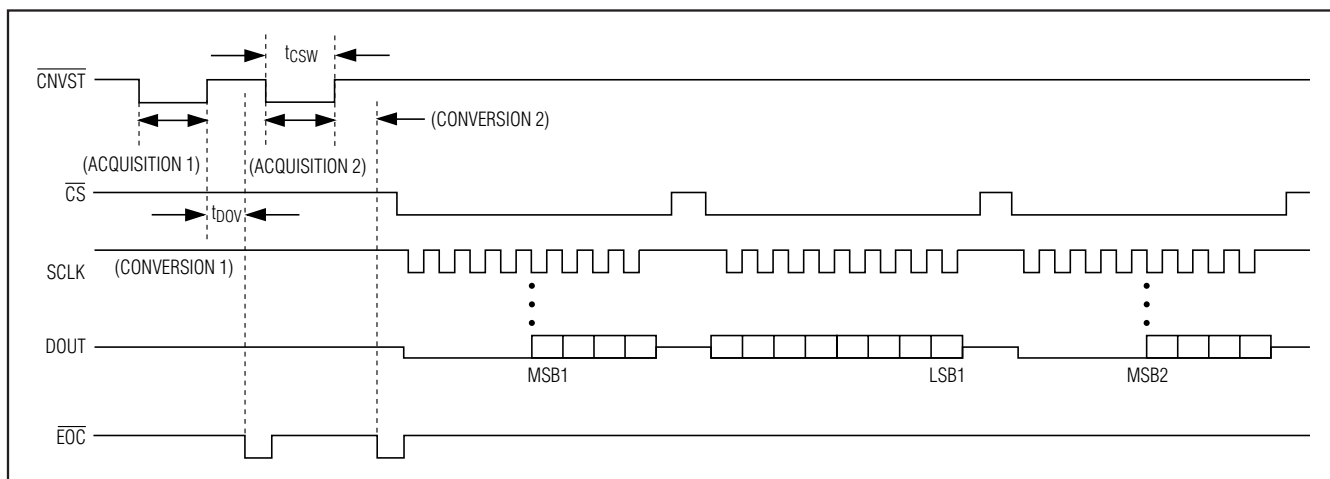 tCSW
CNVST
(CONVERSION 2)
(ACQUISITION 1)
(ACQUISITION 2)
CS
tDOV
(CONVERSION 1)
SCLK
DOUT
MSB1
LSB1
MSB2
EOC